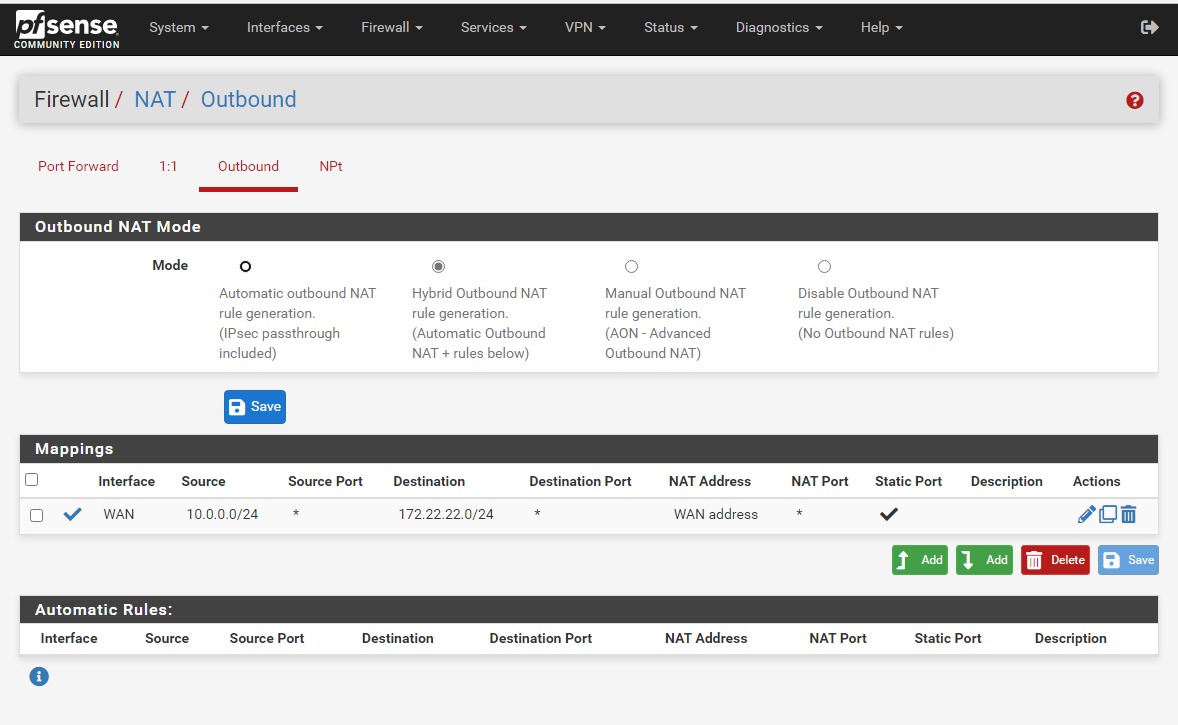 pfsense
COMMUNITY EDITION
System Interfaces Firewall Services VPN Status Diagnostics Help
Firewall / NAT / Outbound
Port Forward 1:1 Outbound NPt
Outbound NAT Mode
Mode
Automatic outbound NAT
rule generation.
(IPsec passthrough
included)
Hybrid Outbound NAT
rule generation.
(Automatic Outbound
NAT + rules below)
Manual Outbound NAT
rule generation.
(AON - Advanced
Outbound NAT)
Disable Outbound NAT
rule generation.
(No Outbound NAT rules)
Save
Mappings
Interface Source Source Port Destination Destination Port NAT Address NAT Port Static Port Description Actions
WAN 10.0.0.0/24 * 172.22.22.0/24 * WAN address *
Add Add Delete Save
Automatic Rules:
Interface Source Source Port Destination Destination Port NAT Address NAT Port Static Port Description